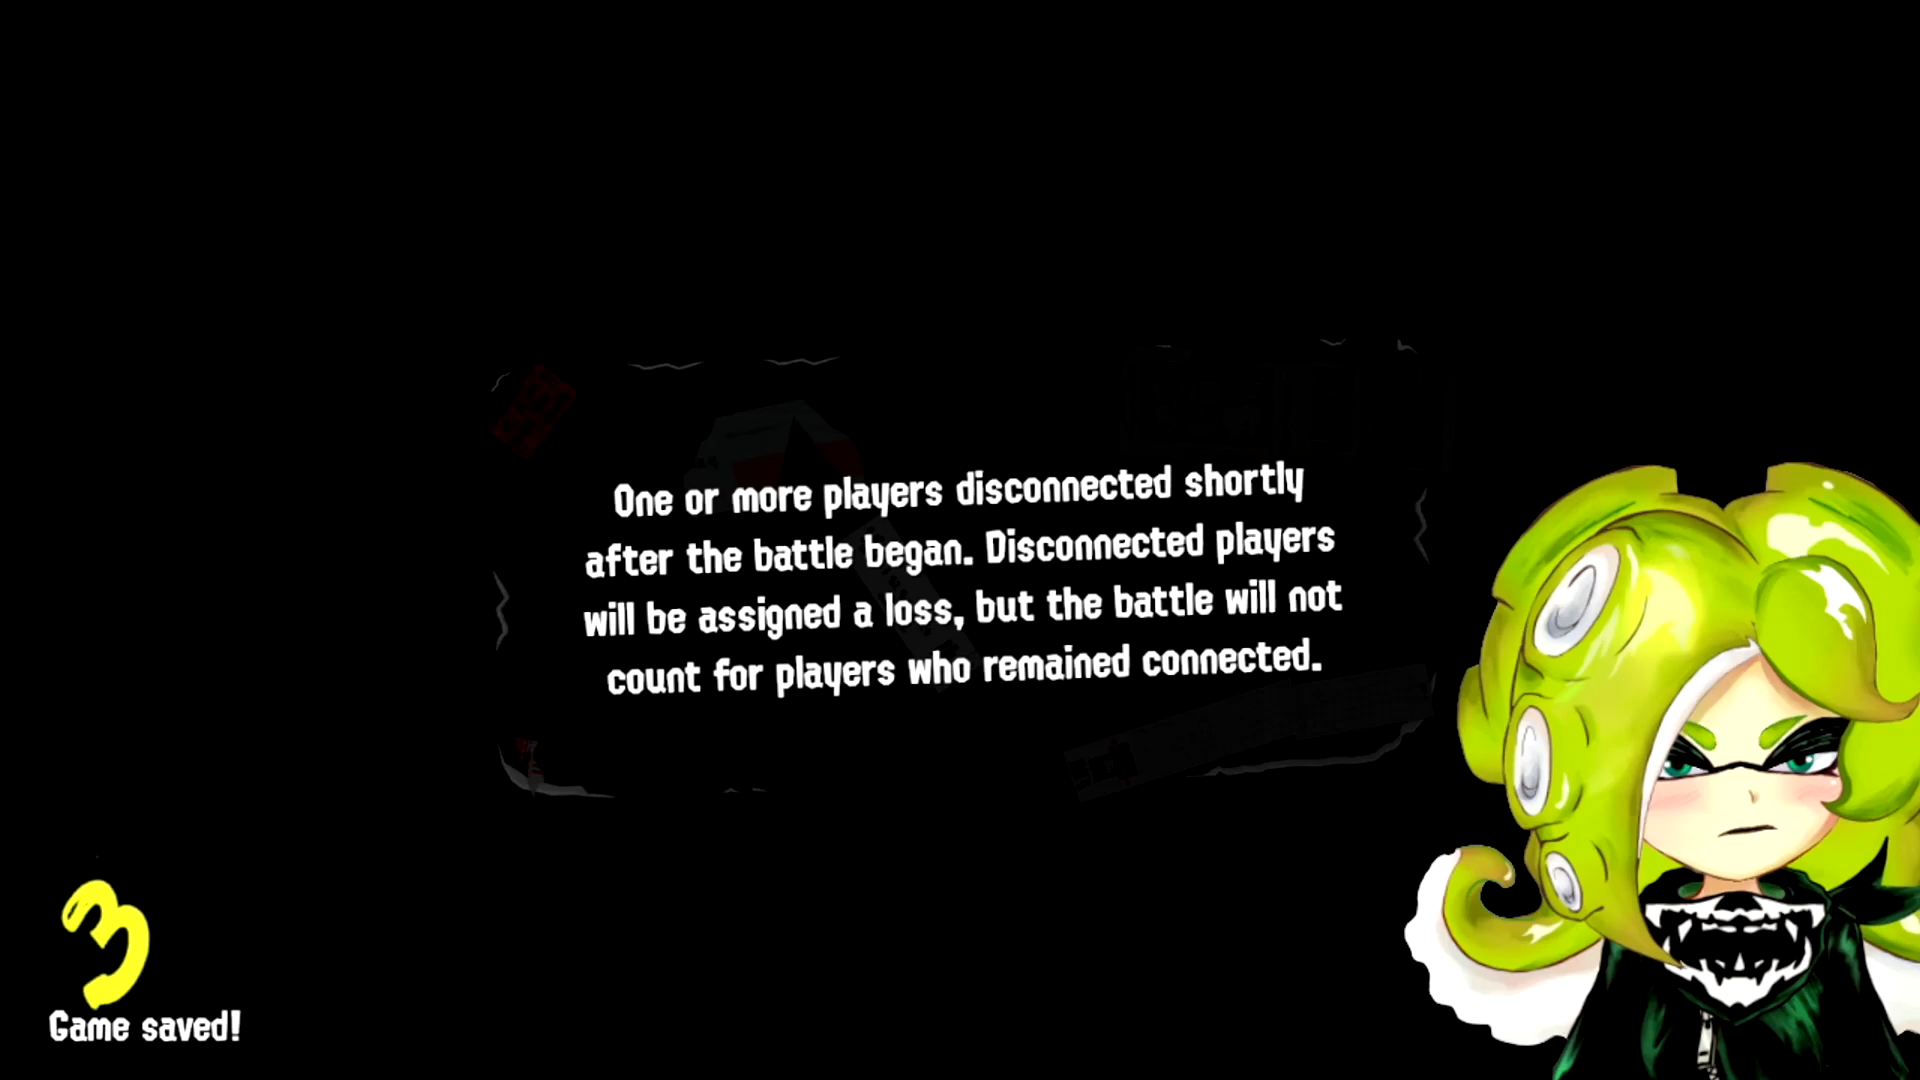 One or more players disconnected shortly
after the battle began. Disconnected players
will be assigned a loss, but the battle will not
count for players who remained connected.
3
Game saved!